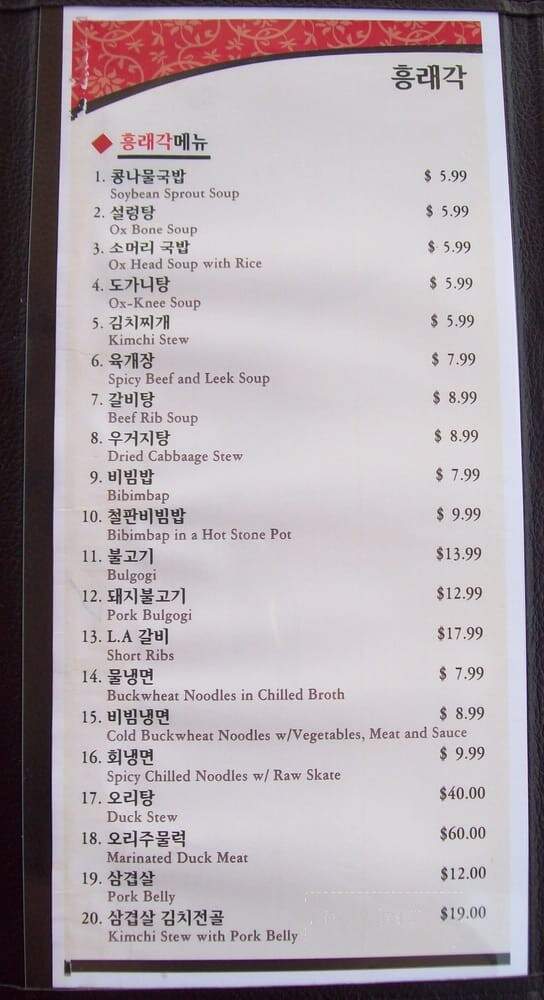 흥래각
흥래각메뉴
1. 콩나물국밥 $ 5.99
Soybean Sprout Soup
2. 설렁탕 $ 5.99
Ox Bone Soup
3. 소머리 국밥 $ 5.99
Ox Head Soup with Rice
4. 도가니탕 $ 5.99
Ox-Knee Soup
5. 김치찌개 $ 5.99
Kimchi Stew
6. 육개장 $ 7.99
Spicy Beef and Leek Soup
7. 갈비탕 $ 8.99
Beef Rib Soup
8. 우거지탕 $ 8.99
Dried Cabbaage Stew
9. 비빔밥 $ 7.99
Bibimbap
10. 철판비빔밥 $ 9.99
Bibimbap in a Hot Stone Pot
11. 불고기 $13.99
Bulgogi
12. 돼지불고기 $12.99
Pork Bulgogi
13. L.A 갈비 $17.99
Short Ribs
14. 물냉면 $ 7.99
Buckwheat Noodles in Chilled Broth
15. 비빔냉면 $ 8.99
Cold Buckwheat Noodles w/Vegetables, Meat and Sauce
16. 회냉면 $ 9.99
Spicy Chilled Noodles w/ Raw Skate
17. 오리탕 $40.00
Duck Stew
18. 오리주물럭 $60.00
Marinated Duck Meat
19. 삼겹살 $12.00
Pork Belly
20. 삼겹살 김치전골 $19.00
Kimchi Stew with Pork Belly